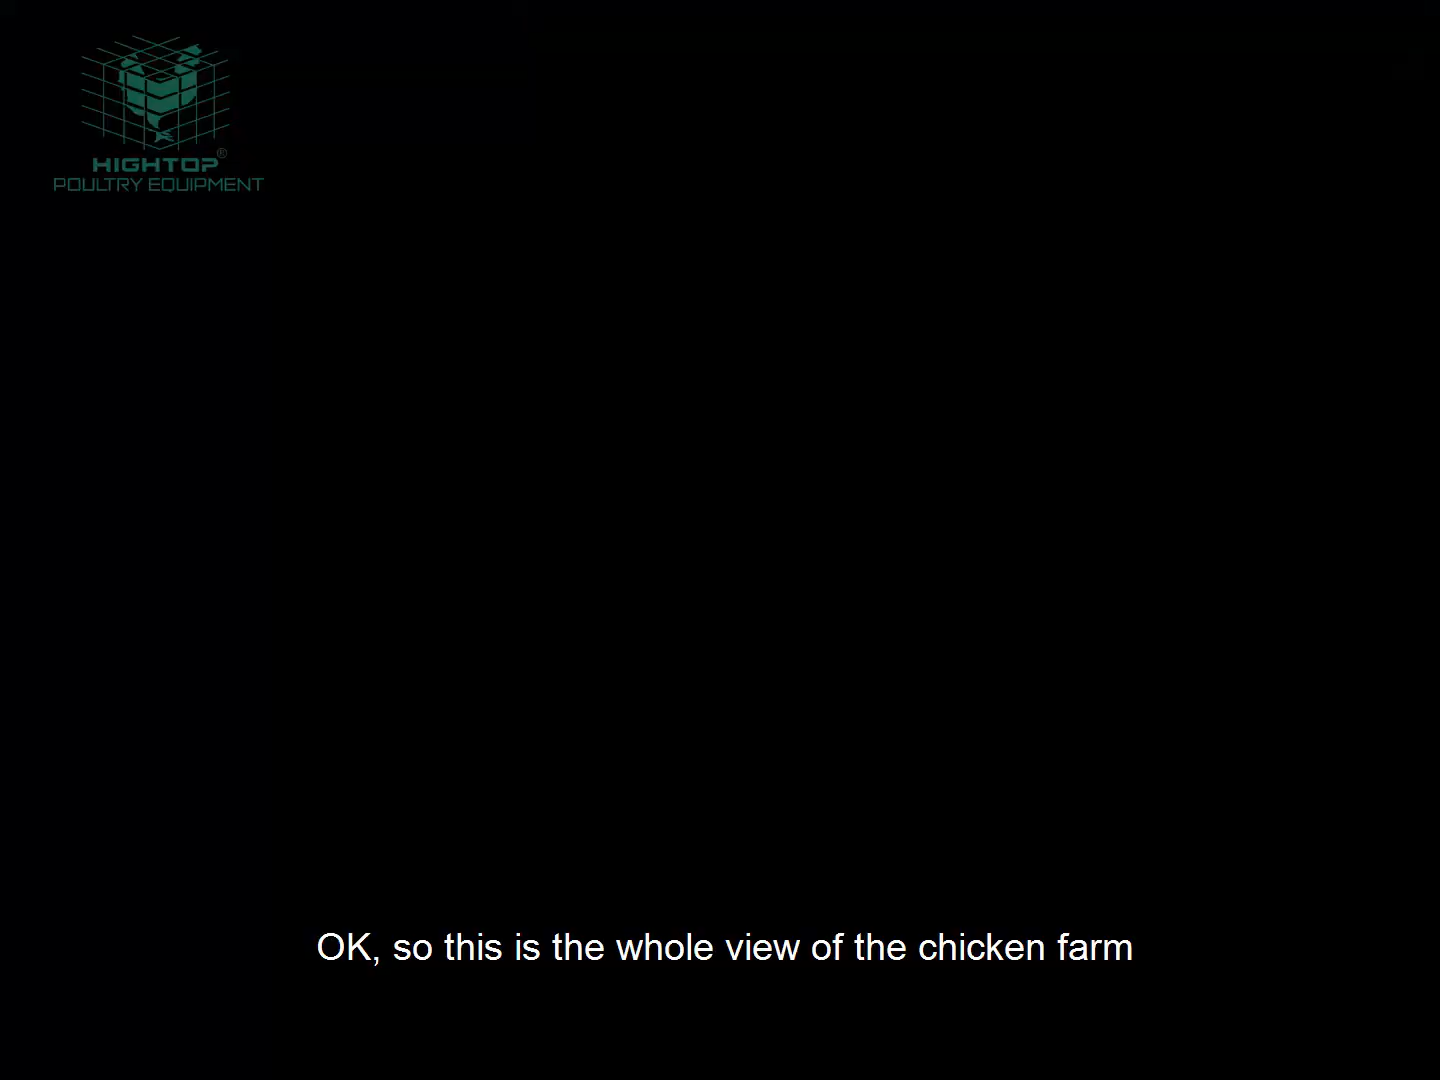 HIGHTOP®
POULTRY EQUIPMENT
OK, so this is the whole view of the chicken farm